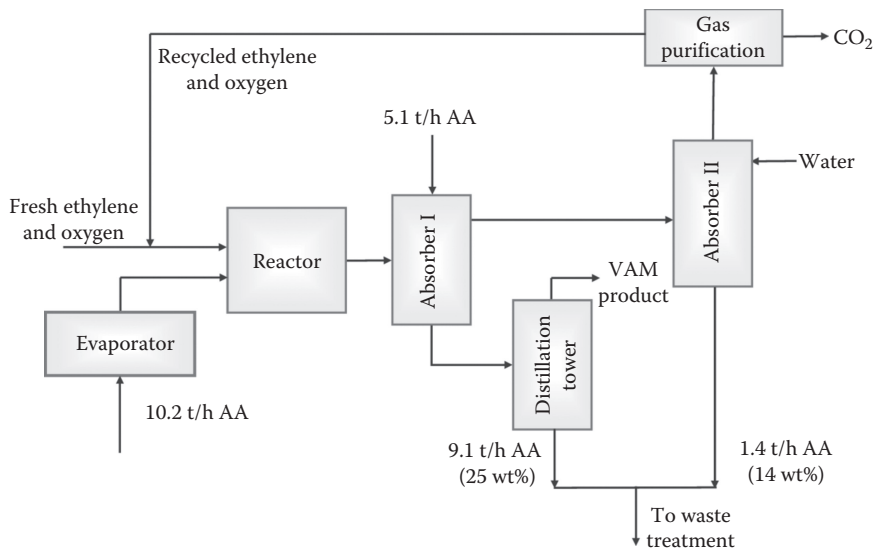 Gas
purification
CO₂
Recycled ethylene
and oxygen
5.1 t/h AA
Absorber II
Water
Fresh ethylene
and oxygen
Absorber I
Reactor
VAM
product
Evaporator
Distillation
tower
10.2 t/h AA
9.1 t/h AA
(25 wt%)
1.4 t/h AA
(14 wt%)
To waste
treatment